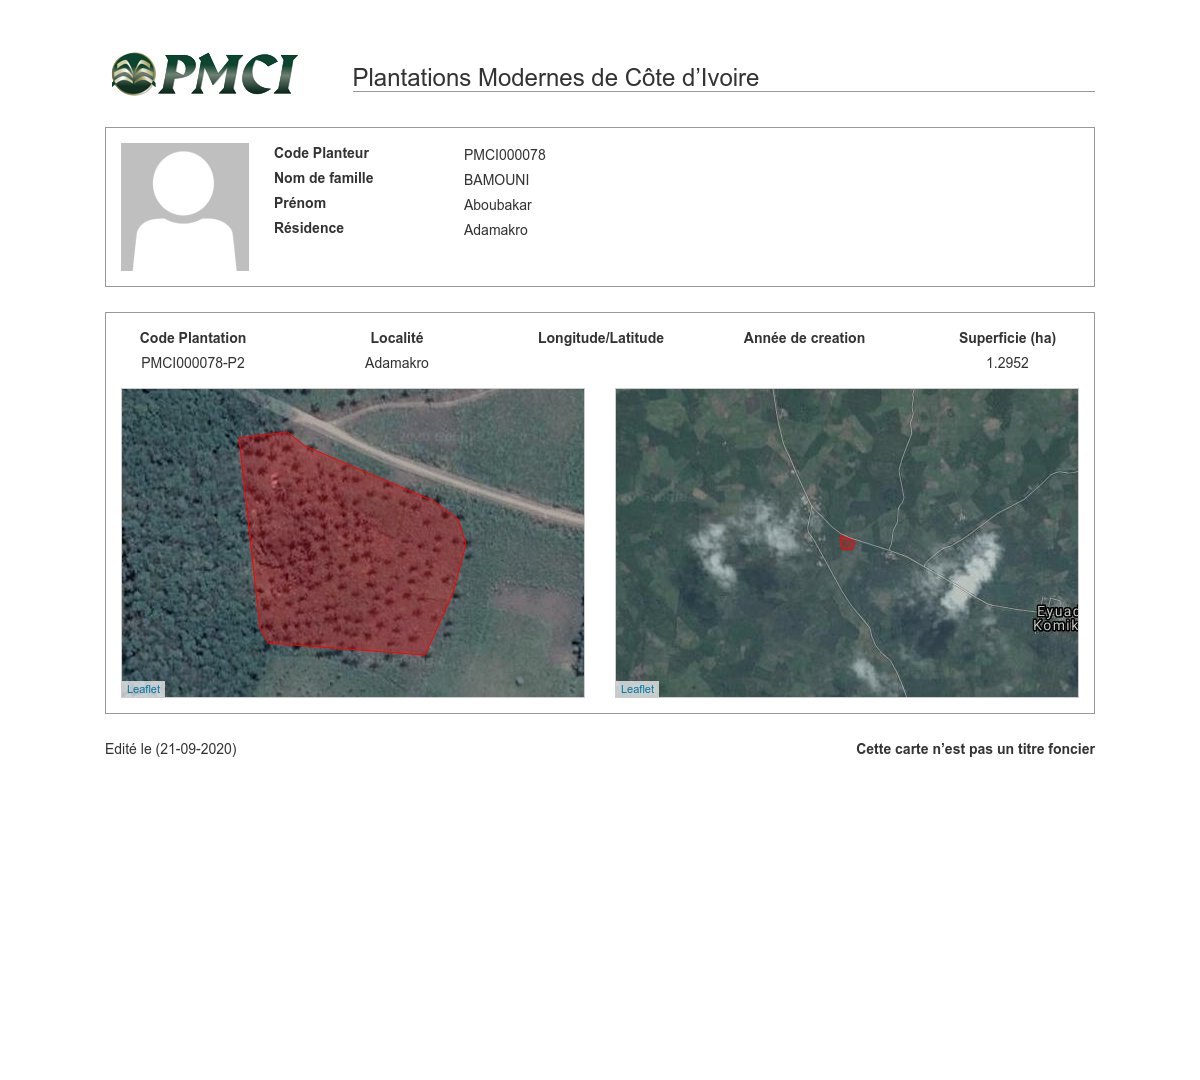 PMCI
Plantations Modernes de Côte d’Ivoire
Code Planteur PMCI000078
Nom de famille BAMOUNI
Prénom Aboubakar
Résidence Adamakro
Code Plantation Localité Longitude/Latitude Année de creation Superficie (ha)
PMCI000078-P2 Adamakro 1.2952
Eyuad
Komik
Leaflet Leaflet
Edité le (21-09-2020) Cette carte n’est pas un titre foncier